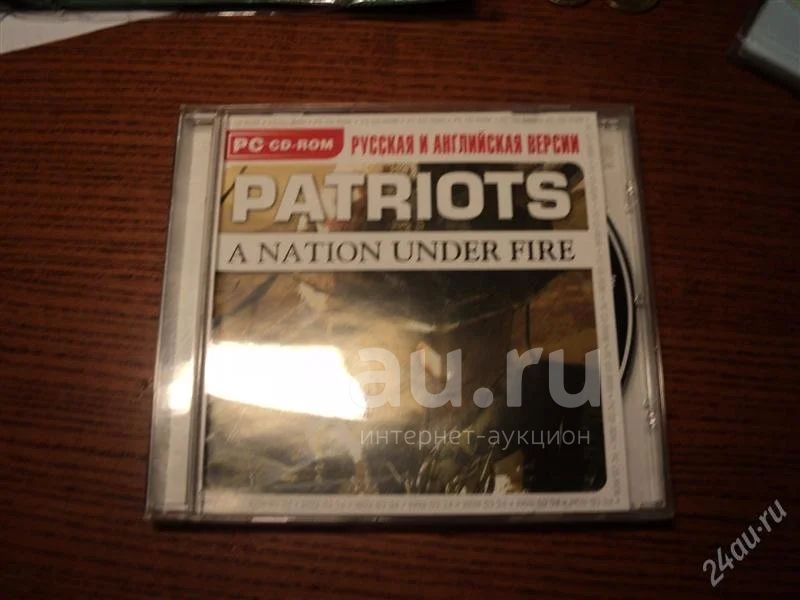 PC CD-ROM РУССКАЯ И АНГЛИЙСКАЯ ВЕРСИИ
PATRIOTS
A NATION UNDER FIRE
au.ru
интернет-аукцион
24au.ru